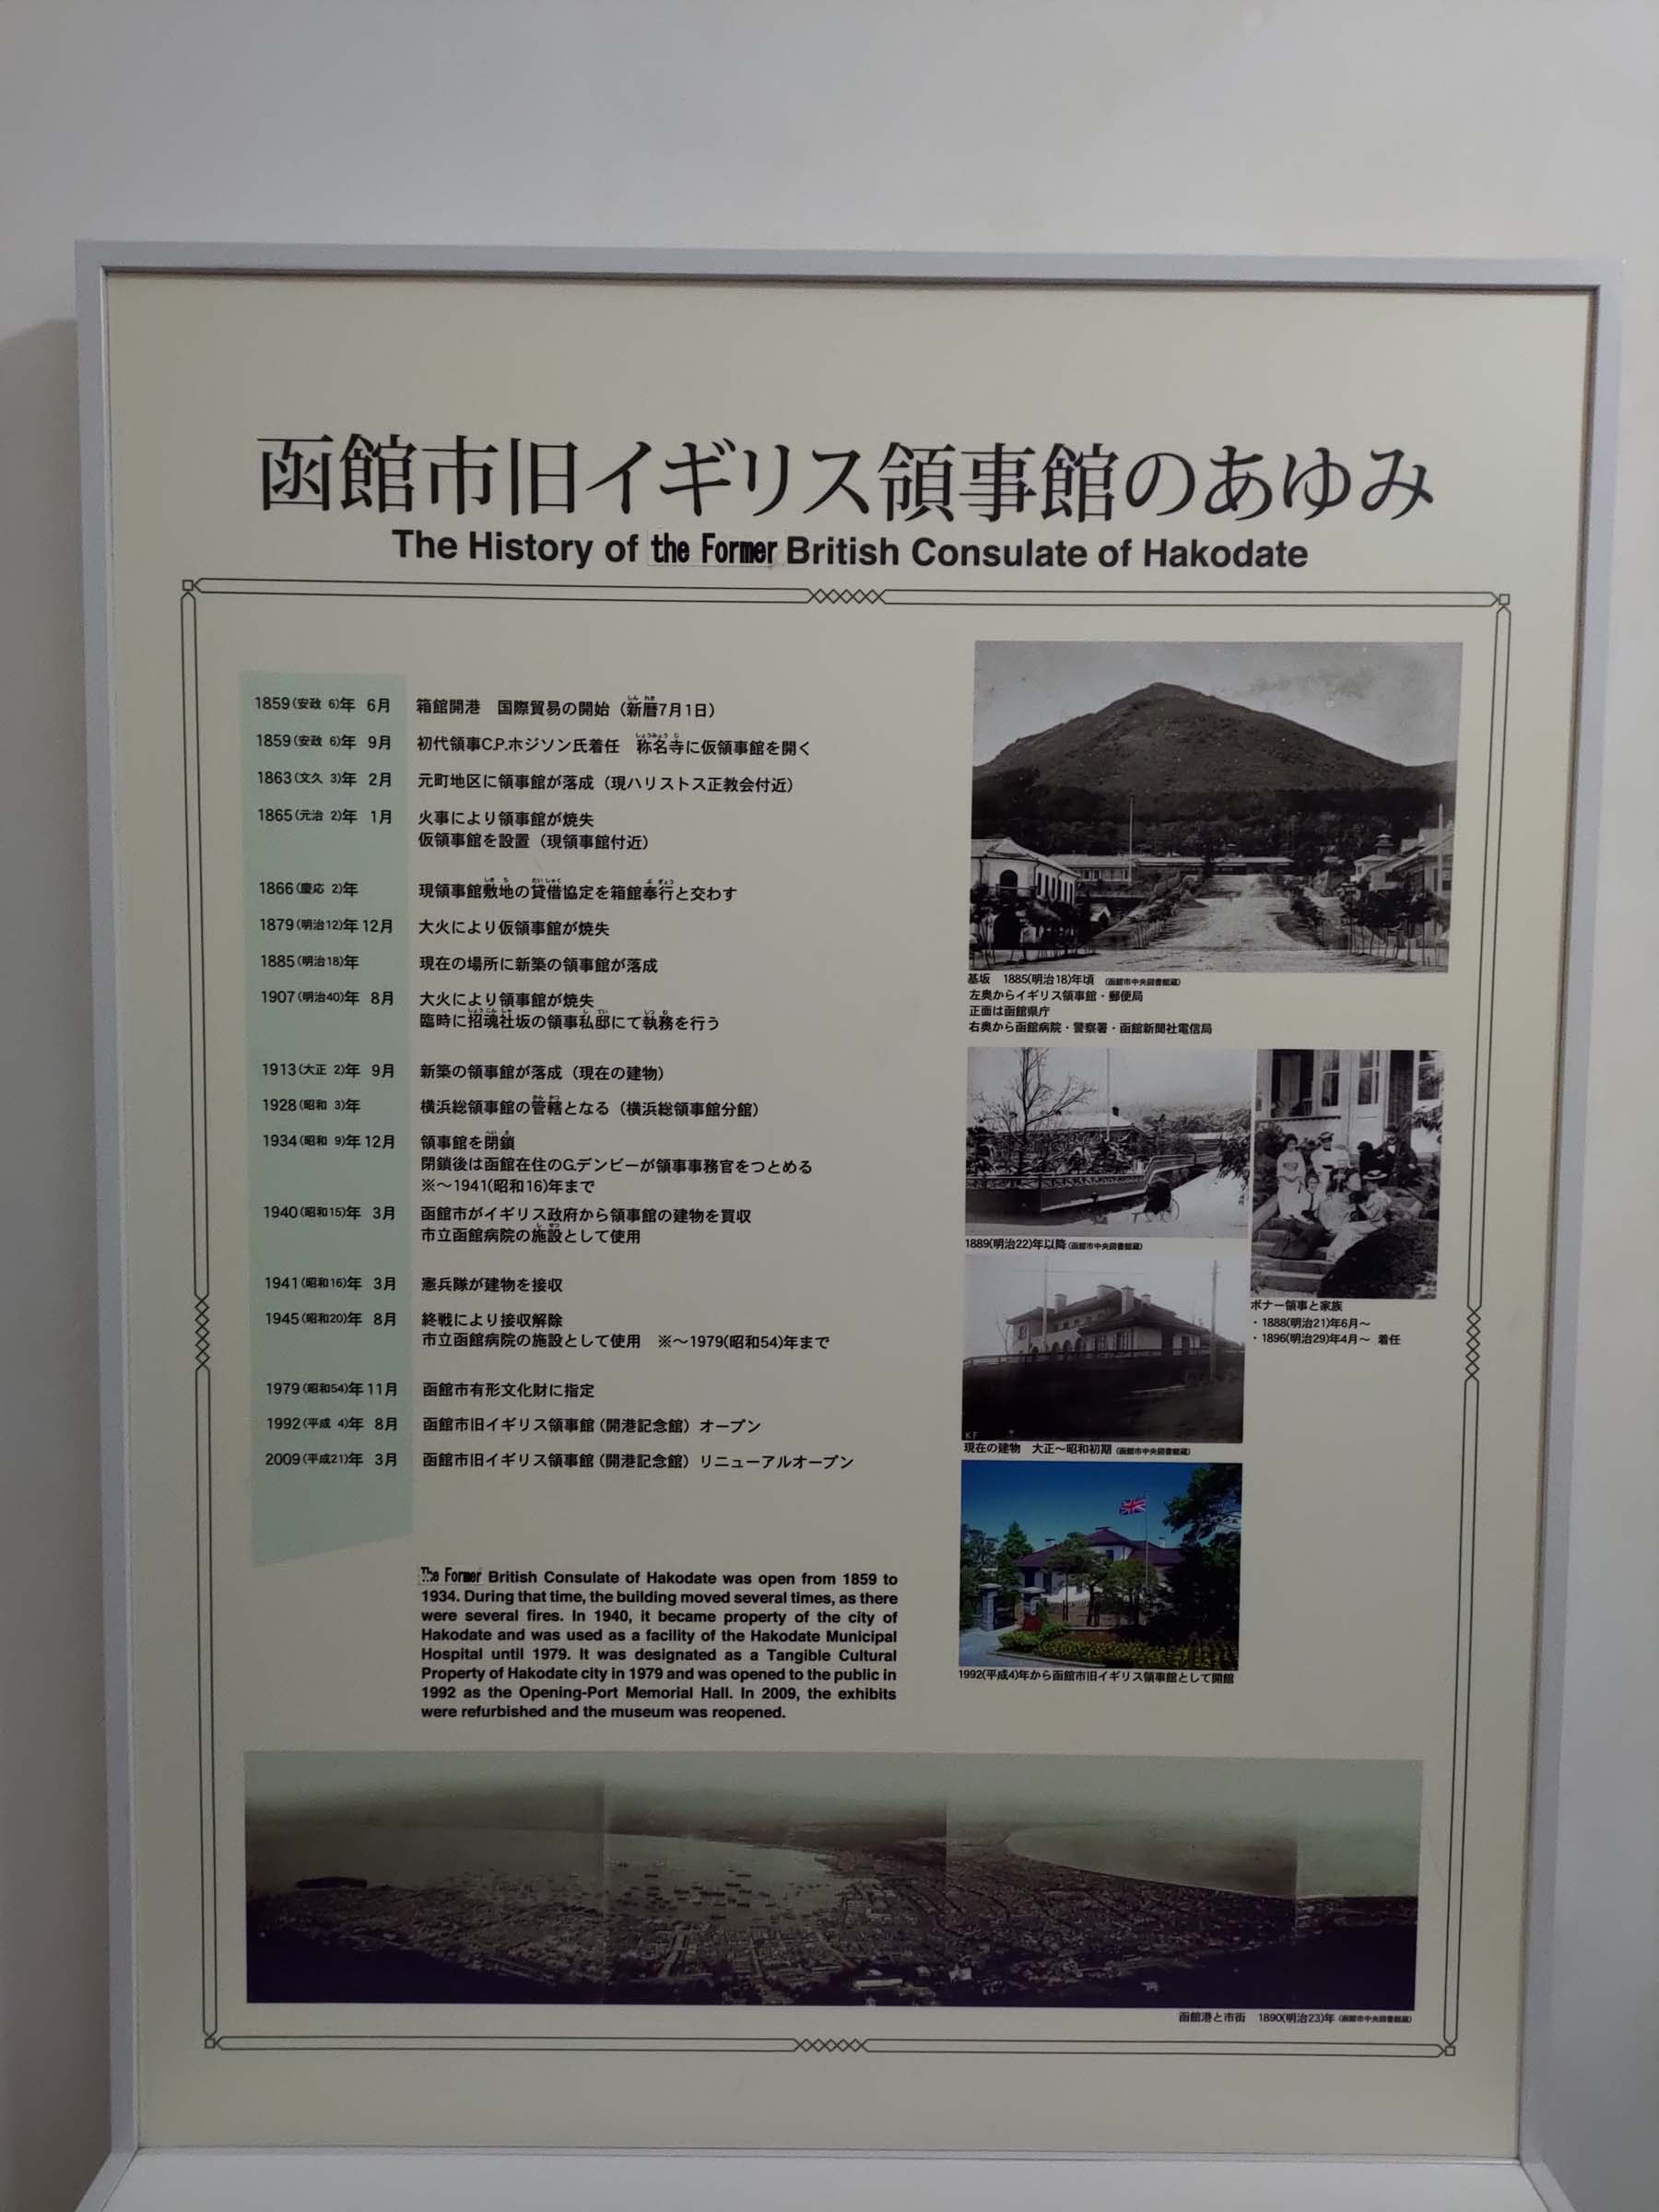 函館市旧イギリス領事館のあゆみ
The History of the Former British Consulate of Hakodate
1859(安政 6)年 6月 箱館開港 国際貿易の開始（新暦7月1日）
1859(安政 6)年 9月 初代領事C.P.ホジソン氏着任 称名寺に仮領事館を開く
1863(文久 3)年 2月 元町地区に領事館が落成（現ハリストス正教会付近）
1865(元治 2)年 1月 火事により領事館が焼失
仮領事館を設置（現領事館付近）
1866(慶応 2)年 現領事館敷地の貸借協定を箱館奉行と交わす
1879(明治12)年12月 大火により仮領事館が焼失
1885(明治18)年 現在の場所に新築の領事館が落成
1907(明治40)年 8月 大火により領事館が焼失
臨時に招魂社坂の領事私邸にて執務を行う
1913(大正 2)年 9月 新築の領事館が落成（現在の建物）
1928(昭和 3)年 横浜総領事館の管轄となる（横浜総領事館分館）
1934(昭和 9)年12月 領事館を閉鎖
閉鎖後は函館在住のG.デンビーが領事事務官をつとめる
※～1941(昭和16)年まで
1940(昭和15)年 3月 函館市がイギリス政府から領事館の建物を買収
市立函館病院の施設として使用
1941(昭和16)年 3月 憲兵隊が建物を接収
1945(昭和20)年 8月 終戦により接収解除
市立函館病院の施設として使用 ※～1979(昭和54)年まで
1979(昭和54)年11月 函館市有形文化財に指定
1992(平成 4)年 8月 函館市旧イギリス領事館（開港記念館）オープン
2009(平成21)年 3月 函館市旧イギリス領事館（開港記念館）リニューアルオープン
The Former British Consulate of Hakodate was open from 1859 to
1934. During that time, the building moved several times, as there
were several fires. In 1940, it became property of the city of
Hakodate and was used as a facility of the Hakodate Municipal
Hospital until 1979. It was designated as a Tangible Cultural
Property of Hakodate city in 1979 and was opened to the public in
1992 as the Opening-Port Memorial Hall. In 2009, the exhibits
were refurbished and the museum was reopened.
基坂 1885(明治18)年頃（函館市中央図書館蔵）
左奥からイギリス領事館・郵便局
正面は函館県庁
右奥から函館病院・警察署・函館新聞社電信局
1889(明治22)年以降（函館市中央図書館蔵）
ボナー領事と家族
・1888(明治21)年6月～
・1896(明治29)年4月～ 着任
KF
現在の建物 大正～昭和初期（函館市中央図書館蔵）
1992(平成4)年から函館市旧イギリス領事館として開館
函館港と市街 1890(明治23)年（函館市中央図書館蔵）